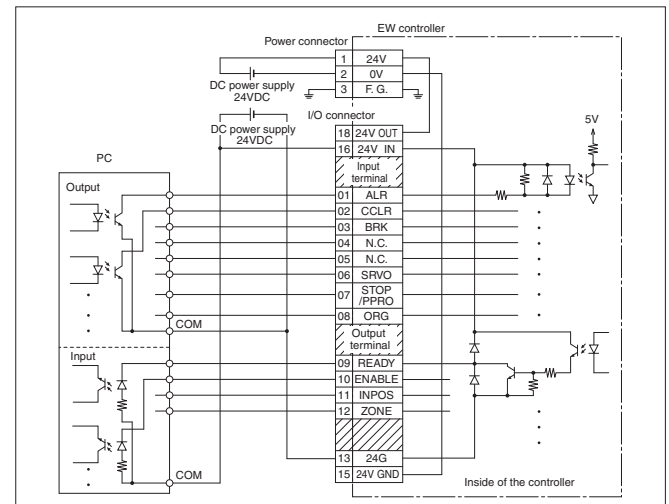 EW controller
Power connector
1 24V
2 0V
3 F. G.
DC power supply
24VDC
I/O connector
DC power supply
24VDC
18 24V OUT
16 24V IN
5V
PC
Input
terminal
Output
01 ALR
02 CCLR
03 BRK
04 N.C.
05 N.C.
06 SRVO
07 STOP
/PPRO
08 ORG
COM
Output
terminal
Input
09 READY
10 ENABLE
11 INPOS
12 ZONE
13 24G
COM
15 24V GND
Inside of the controller